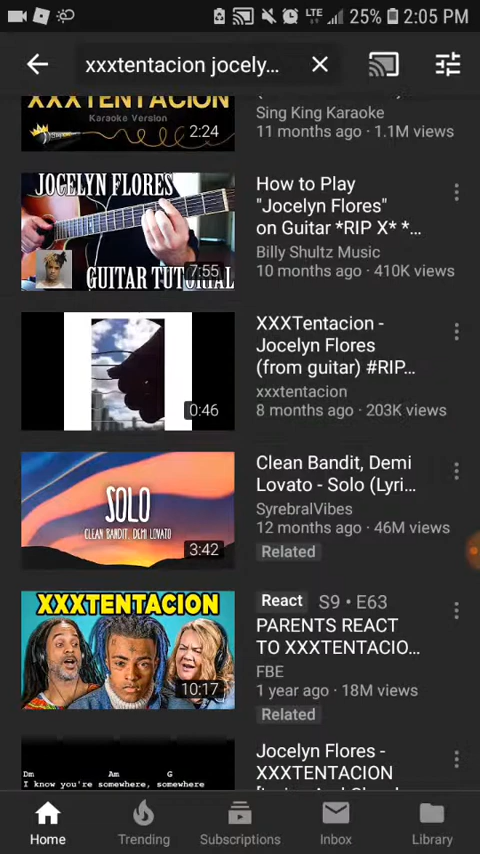 LTE 25% 2:05 PM
xxxtentacion jocely...
XXXTENTACION
Karaoke Version
2:24
Sing King Karaoke
11 months ago · 1.1M views
JOCELYN FLORES
GUITAR TUTORIAL
7:55
How to Play
"Jocelyn Flores"
on Guitar *RIP X* *...
Billy Shultz Music
10 months ago · 410K views
0:46
XXXTentacion -
Jocelyn Flores
(from guitar) #RIP...
xxxtentacion
8 months ago · 203K views
SOLO
CLEAN BANDIT, DEMI LOVATO
3:42
Clean Bandit, Demi
Lovato - Solo (Lyri...
SyrebralVibes
12 months ago · 46M views
Related
XXXTENTACION
10:17
React S9 • E63
PARENTS REACT
TO XXXTENTACIO...
FBE
1 year ago · 18M views
Related
Dm Am G
I know you're somewhere, somewhere
Jocelyn Flores -
XXXTENTACION
Home Trending Subscriptions Inbox Library